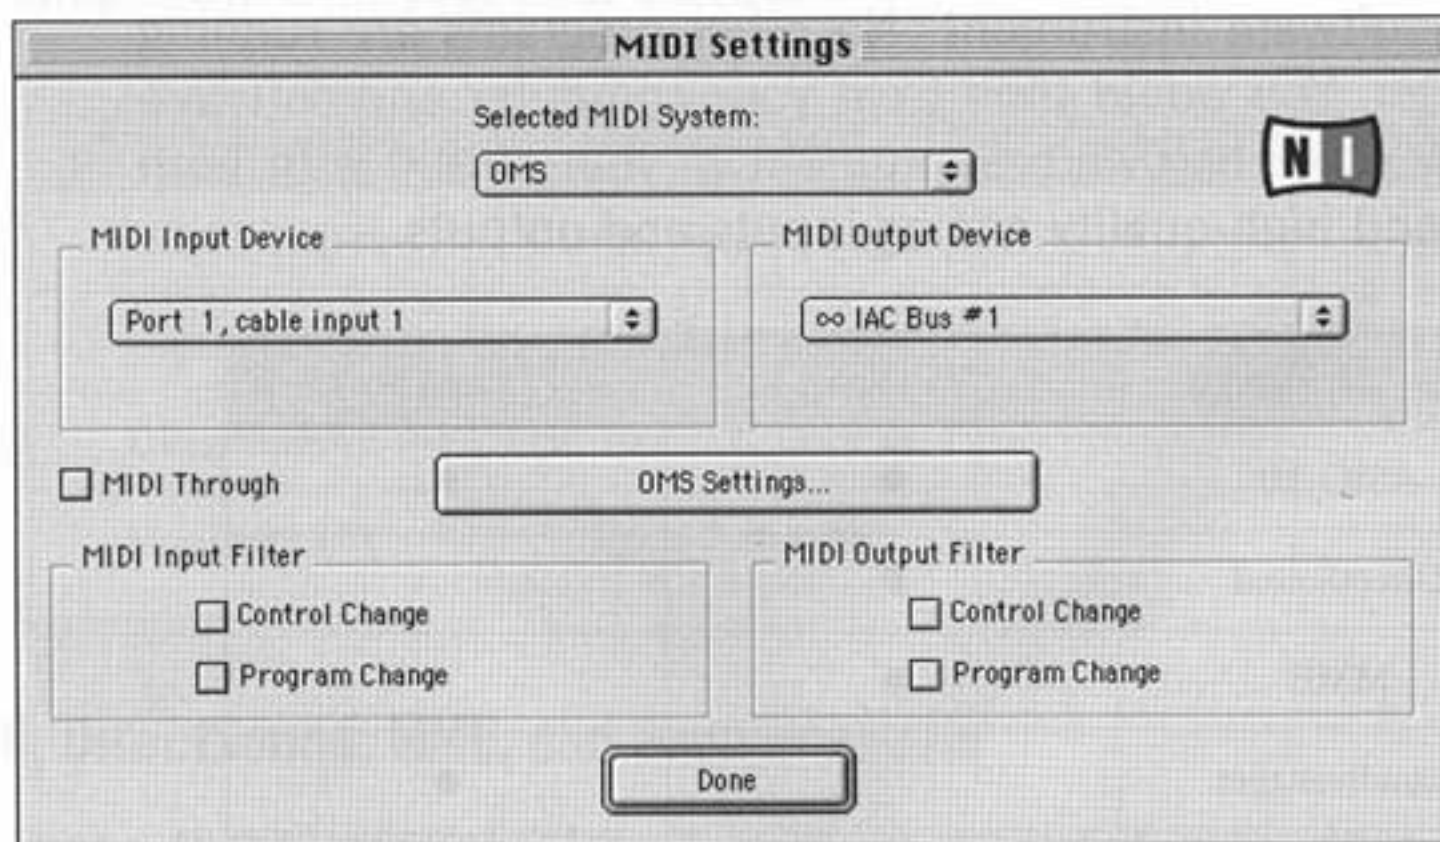 MIDI Settings
Selected MIDI System:
OMS
NI
MIDI Input Device
Port 1, cable input 1
MIDI Output Device
IAC Bus #1
MIDI Through
OMS Settings...
MIDI Input Filter
Control Change
Program Change
MIDI Output Filter
Control Change
Program Change
Done